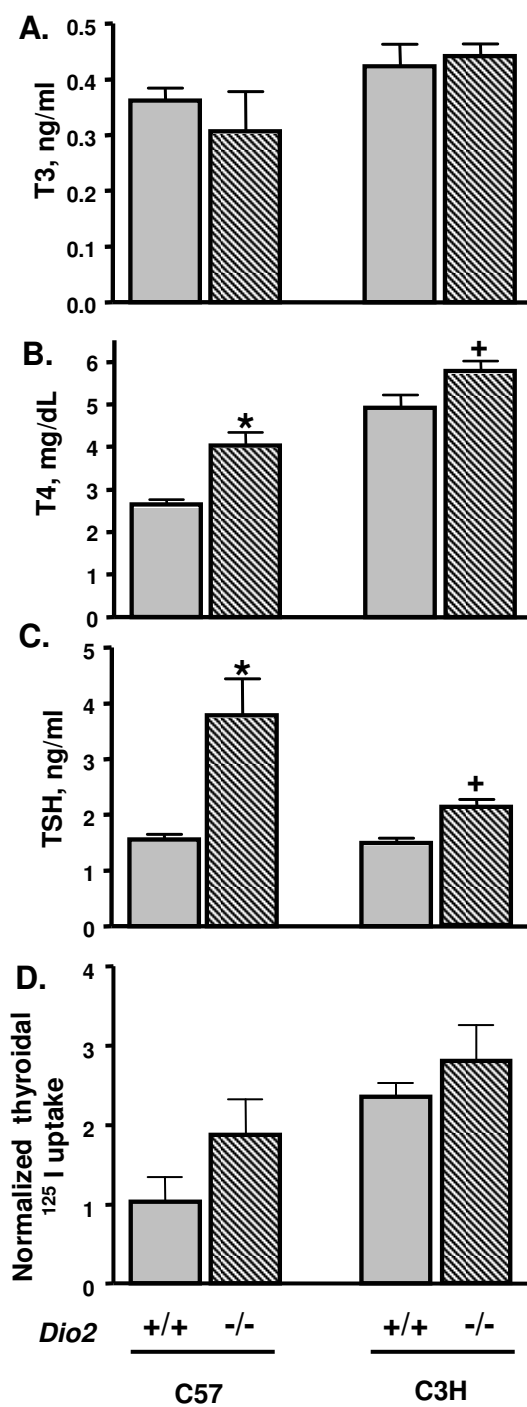 A.
0.5
0.4
0.3
0.2
0.1
0.0
T3, ng/ml
B.
6
5
4
3
2
1
0
T4, mg/dL
*
+
C.
5
4
3
2
1
0
TSH, ng/ml
*
+
D.
4
3
2
1
0
Normalized thyroidal
¹²⁵ I uptake
Dio2 +/+ -/- +/+ -/-
C57 C3H